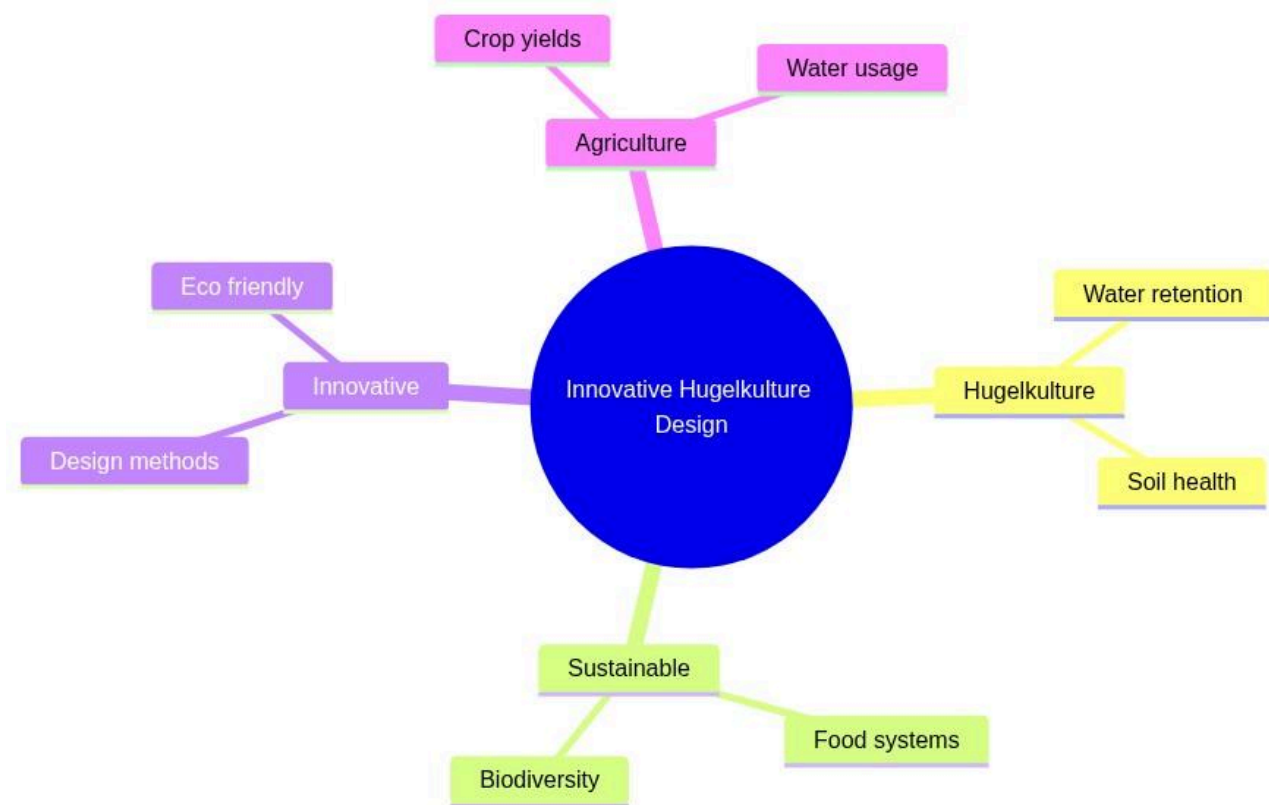 Crop yields
Water usage
Agriculture
Eco friendly
Water retention
Innovative
Innovative Hugelkulture
Design
Hugelkulture
Design methods
Soil health
Sustainable
Food systems
Biodiversity